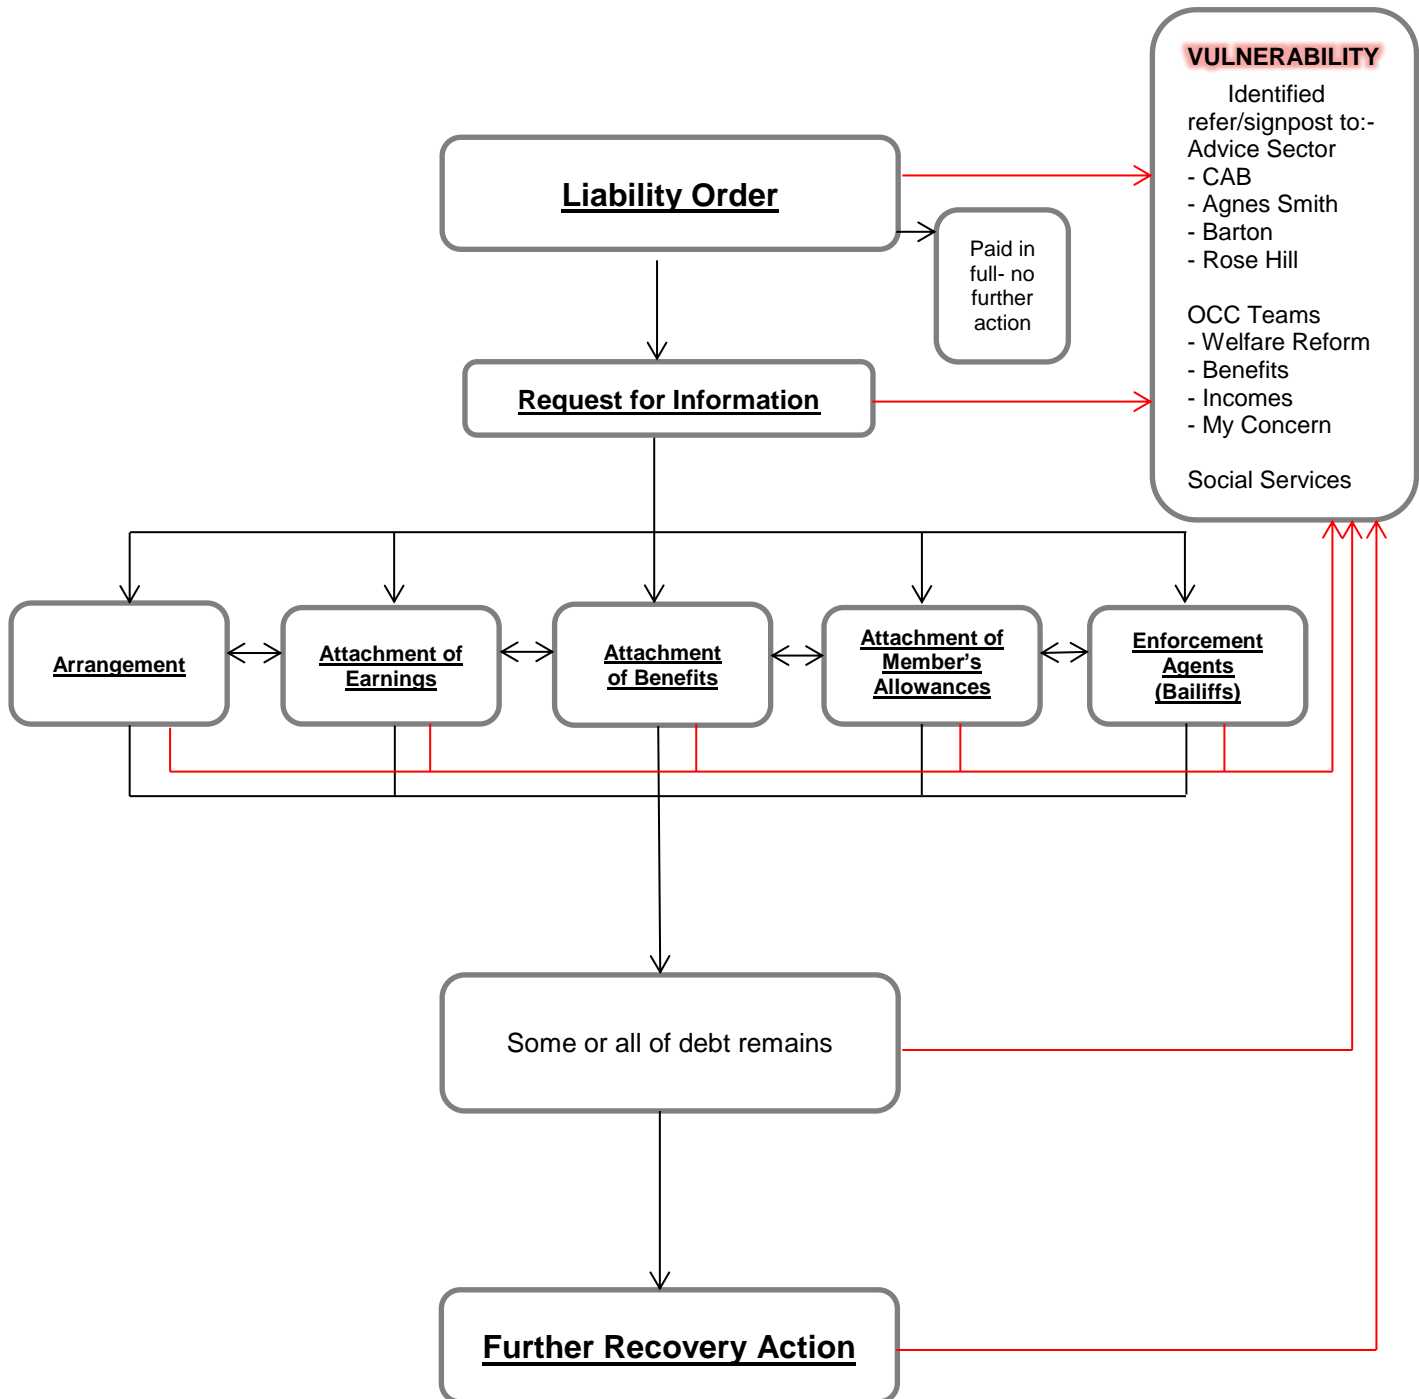 VULNERABILITY
Identified
refer/signpost to:-
Advice Sector
- CAB
- Agnes Smith
- Barton
- Rose Hill
OCC Teams
- Welfare Reform
- Benefits
- Incomes
- My Concern
Social Services
Liability Order
Paid in
full- no
further
action
Request for Information
Arrangement
Attachment of
Earnings
Attachment
of Benefits
Attachment of
Member’s
Allowances
Enforcement
Agents
(Bailiffs)
Some or all of debt remains
Further Recovery Action